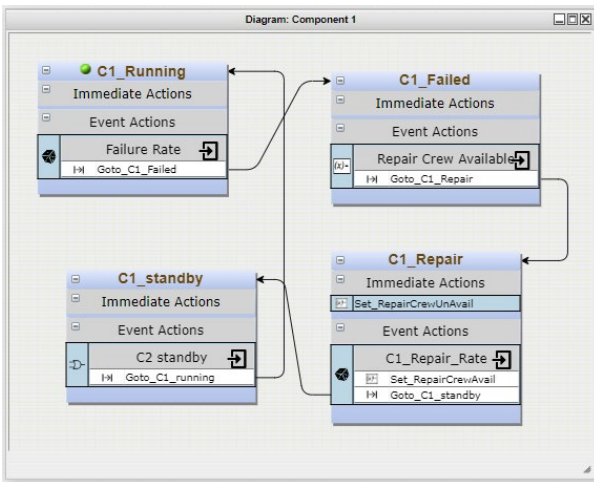 Diagram: Component 1
C1_Running
Immediate Actions
Event Actions
Failure Rate
Goto_C1_Failed
C1_Failed
Immediate Actions
Event Actions
(x)=
Repair Crew Available
Goto_C1_Repair
C1_standby
Immediate Actions
Event Actions
C2 standby
Goto_C1_running
C1_Repair
Immediate Actions
Set_RepairCrewUnAvail
Event Actions
C1_Repair_Rate
Set_RepairCrewAvail
Goto_C1_standby